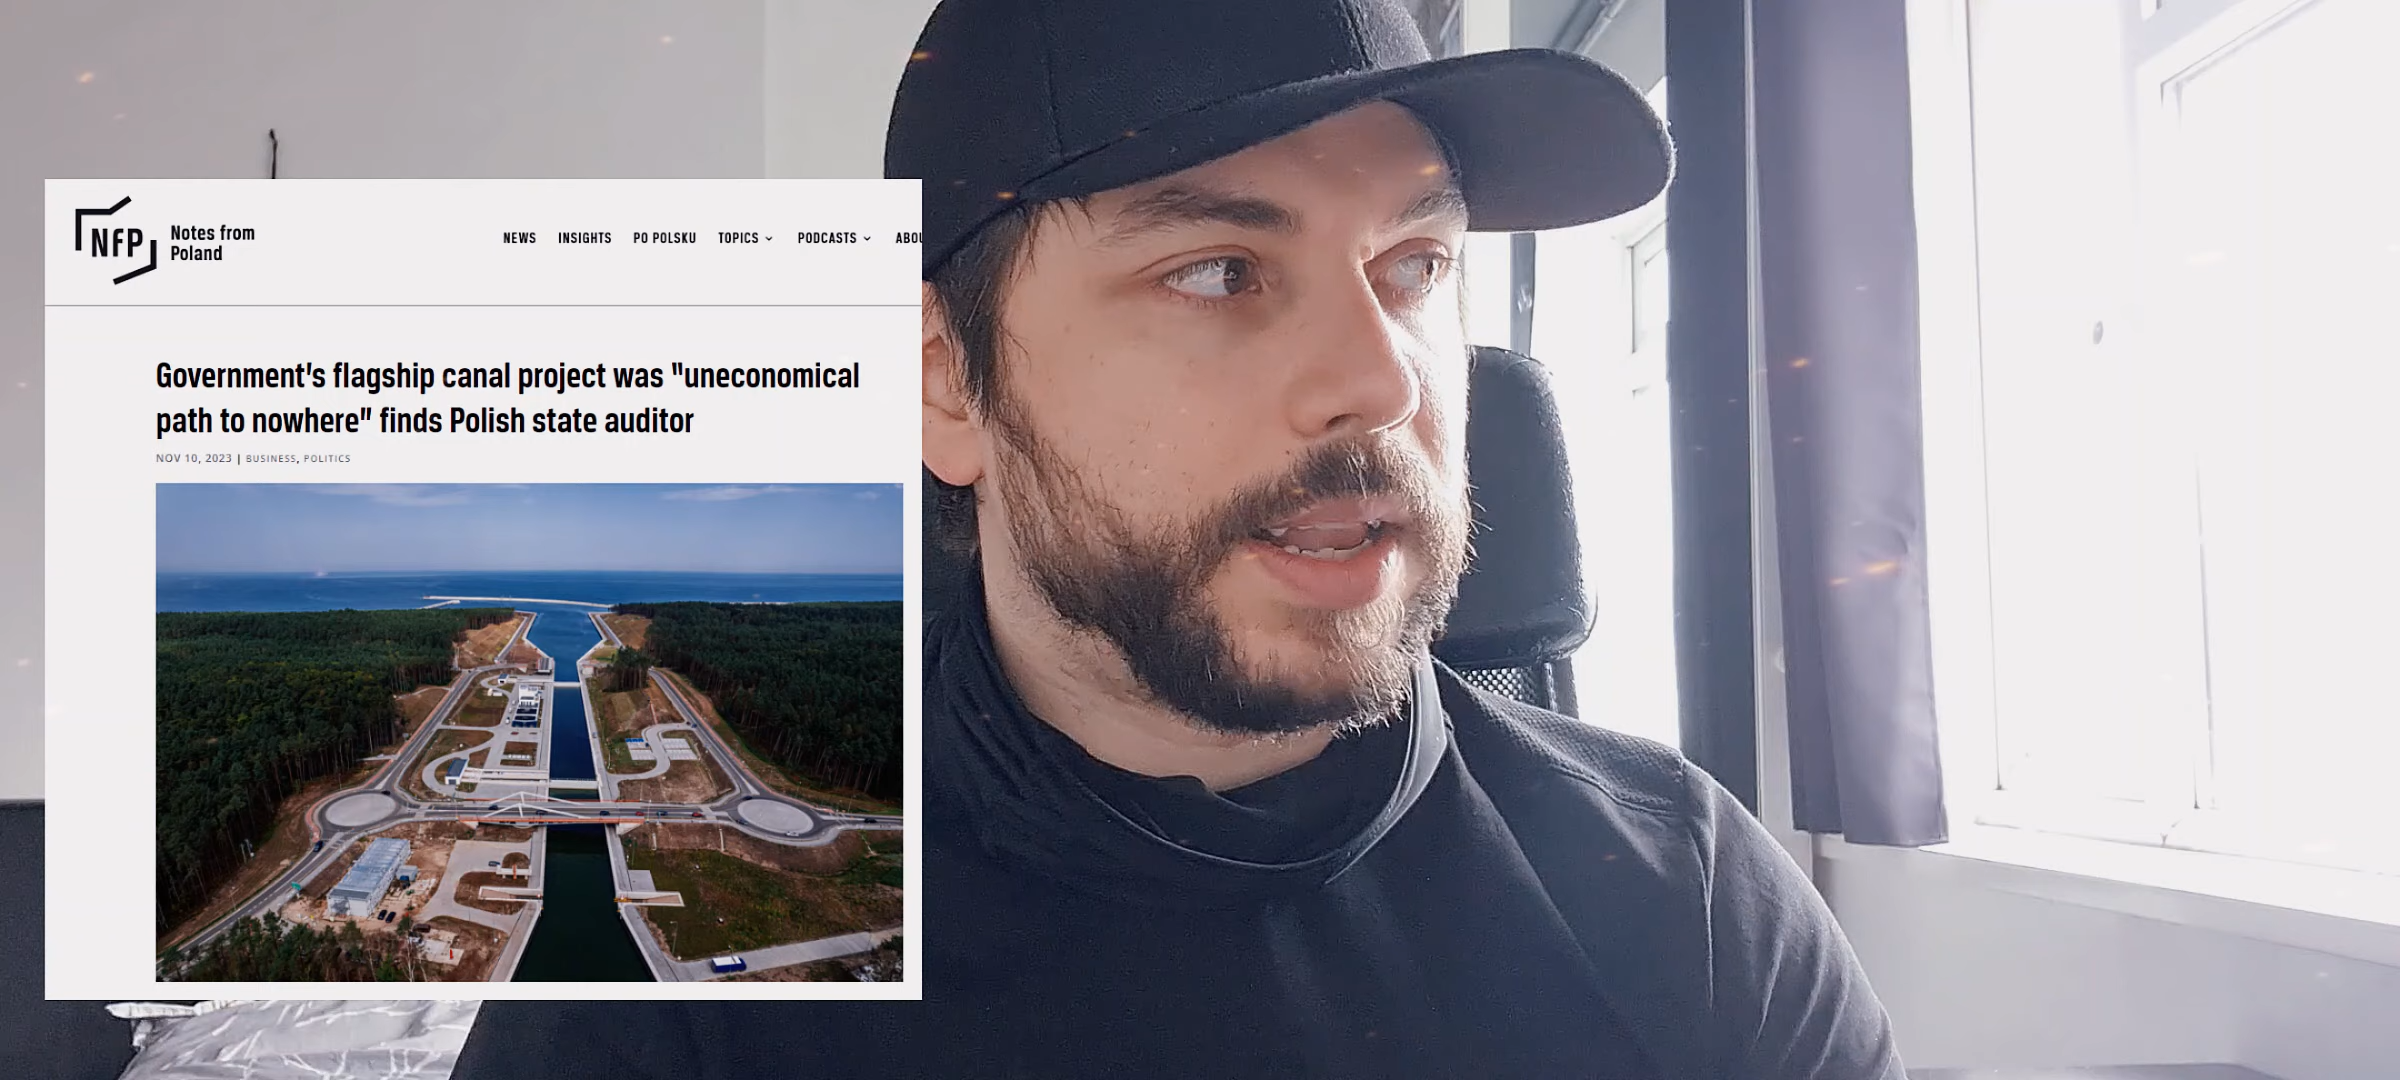 NFP
Notes from
Poland
NEWS INSIGHTS PO POLSKU TOPICS PODCASTS ABOU
Government's flagship canal project was "uneconomical
path to nowhere" finds Polish state auditor
NOV 10, 2023 | BUSINESS, POLITICS